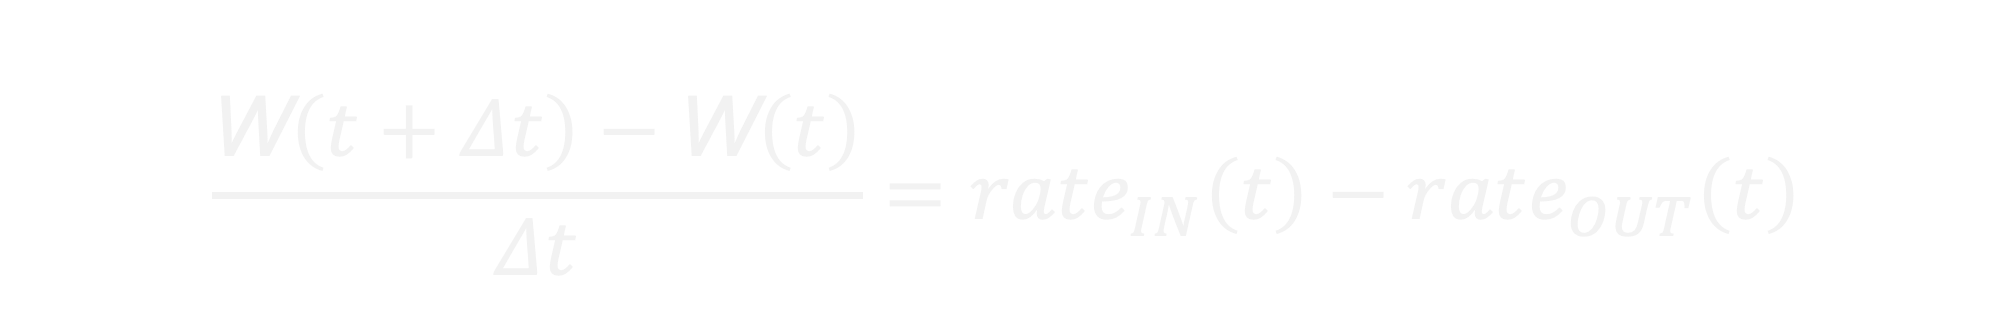 W(t + Δt) − W(t)
Δt
= rate_IN(t) − rate_OUT(t)